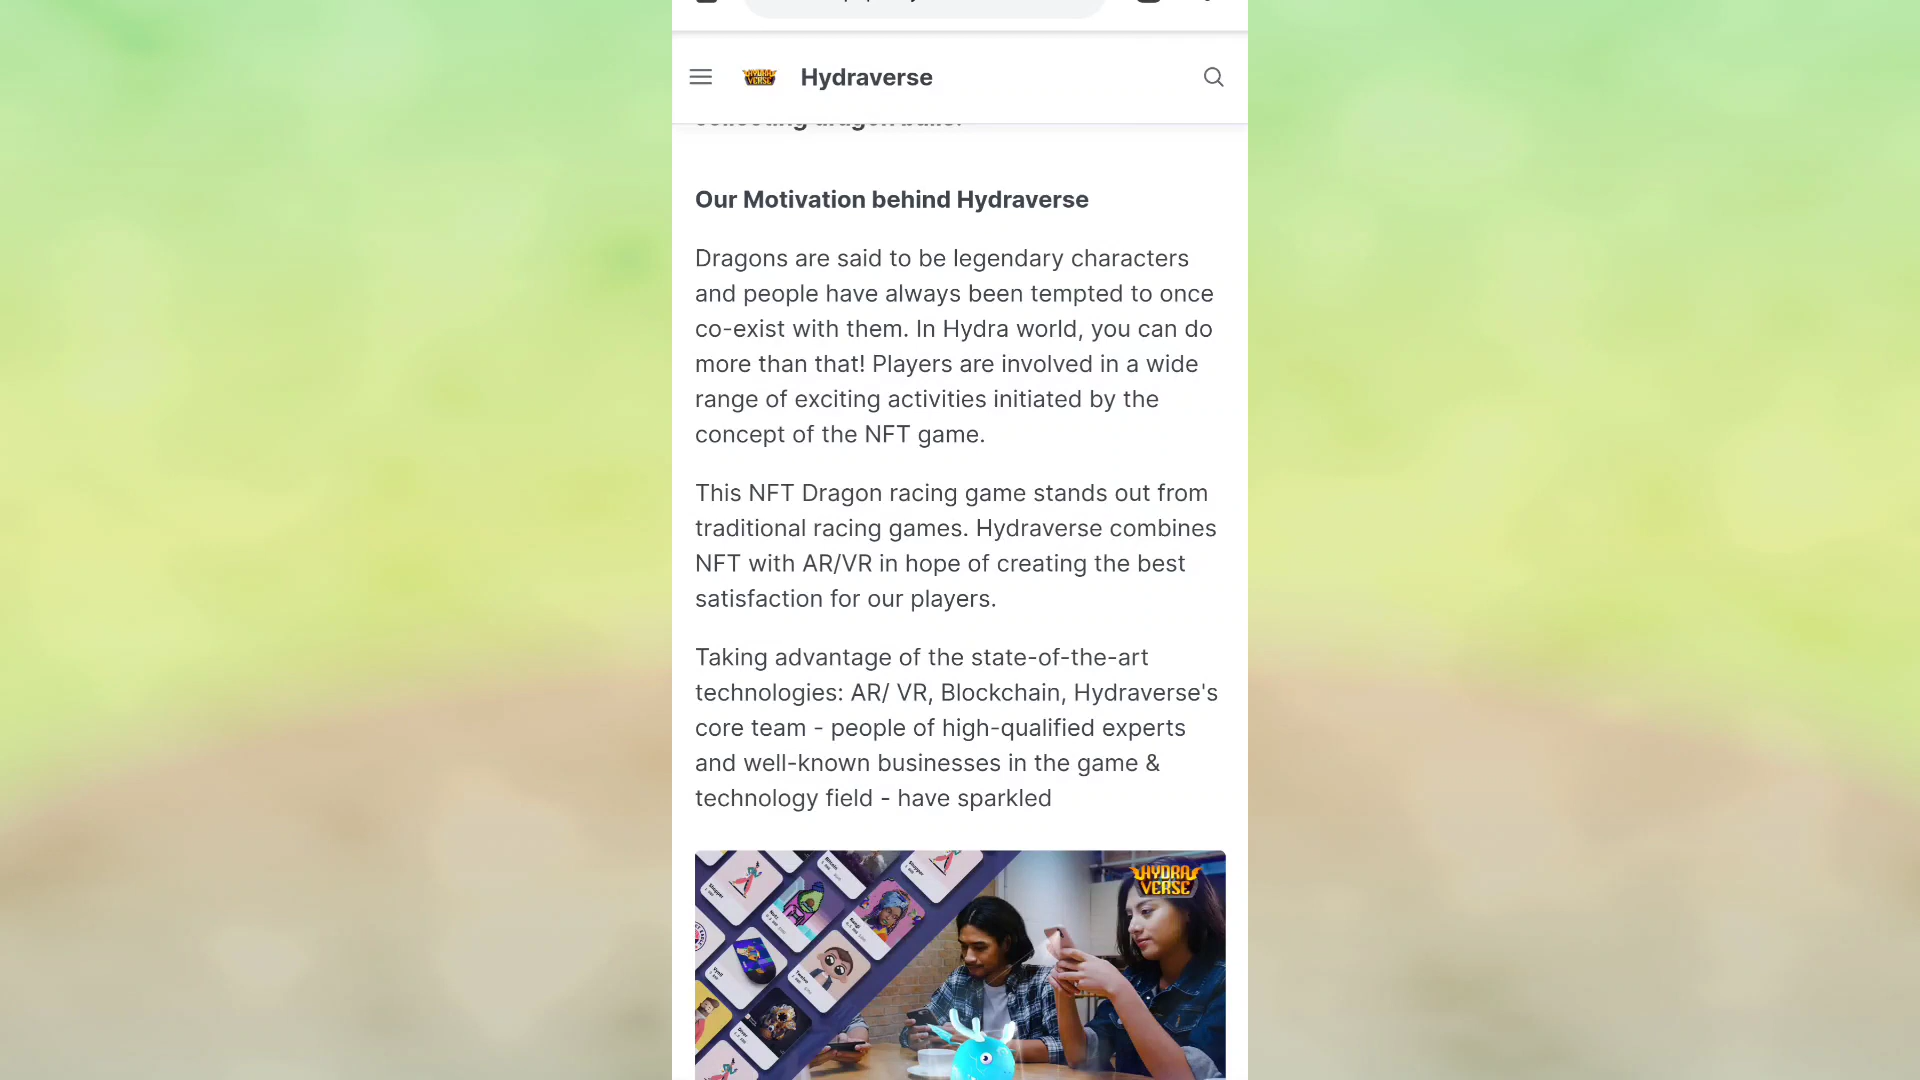 HYDRA
VERSE
Hydraverse
collecting dragon balls.
Our Motivation behind Hydraverse
Dragons are said to be legendary characters
and people have always been tempted to once
co-exist with them. In Hydra world, you can do
more than that! Players are involved in a wide
range of exciting activities initiated by the
concept of the NFT game.
This NFT Dragon racing game stands out from
traditional racing games. Hydraverse combines
NFT with AR/VR in hope of creating the best
satisfaction for our players.
Taking advantage of the state-of-the-art
technologies: AR/ VR, Blockchain, Hydraverse's
core team - people of high-qualified experts
and well-known businesses in the game &
technology field - have sparkled
HYDRA
VERSE